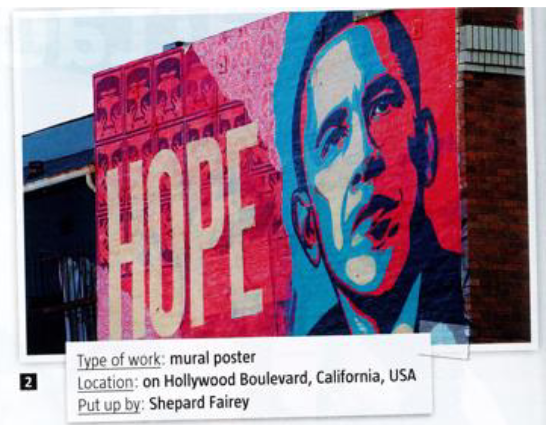 HOPE
2
Type of work: mural poster
Location: on Hollywood Boulevard, California, USA
Put up by: Shepard Fairey